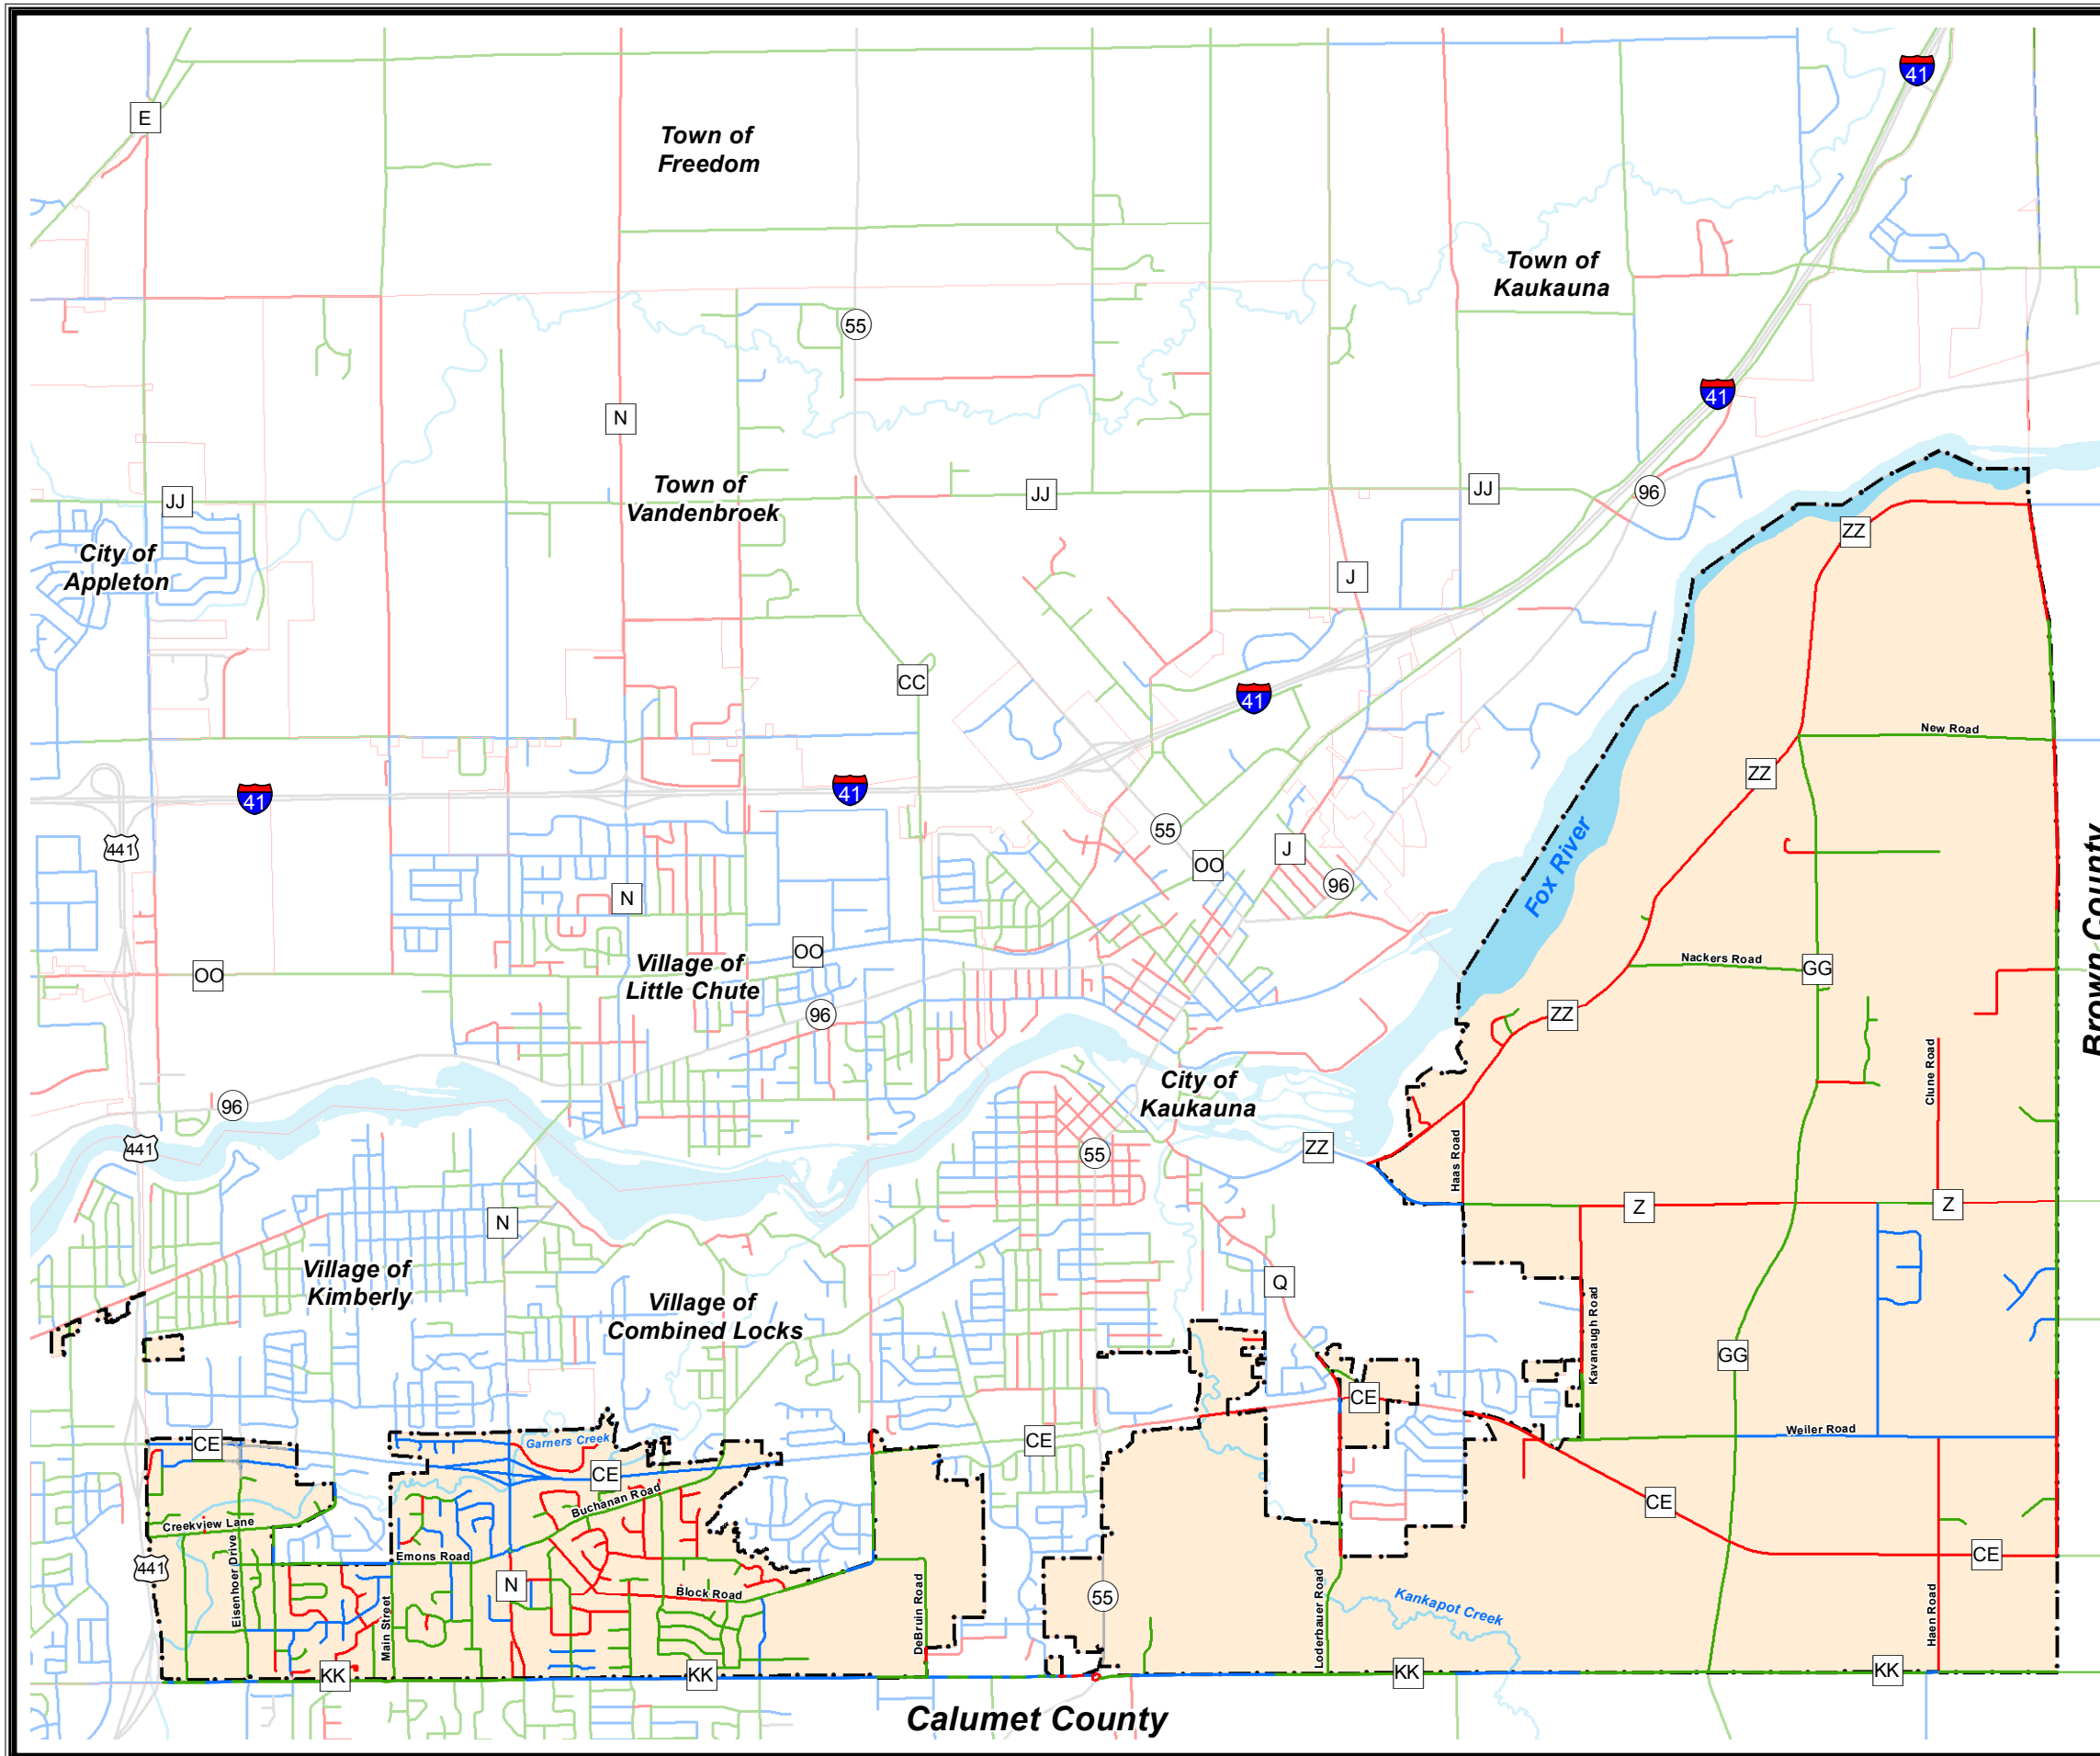 41
E
Town of
Freedom
Town of
Kaukauna
55
41
N
JJ
Town of
Vandenbroek
JJ
JJ
96
ZZ
City of
Appleton
J
CC
41
New Road
ZZ
41
41
441
55
J
OO
96
N
Fox River
Brown County
OO
OO
Village of
Little Chute
Nackers Road
GG
96
ZZ
Clune Road
City of
Kaukauna
96
441
55
ZZ
Haas Road
Z
Z
N
Village of
Kimberly
Q
Village of
Combined Locks
Kavanaugh Road
GG
CE
CE
Garners Creek
CE
CE
Weiler Road
Buchanan Road
CE
Creekview Lane
Eisenhoer Drive
Emons Road
CE
441
N
Block Road
55
DeBruin Road
Loderbauer Road
Kankapot Creek
Haen Road
Main Street
KK
KK
KK
KK
Calumet County